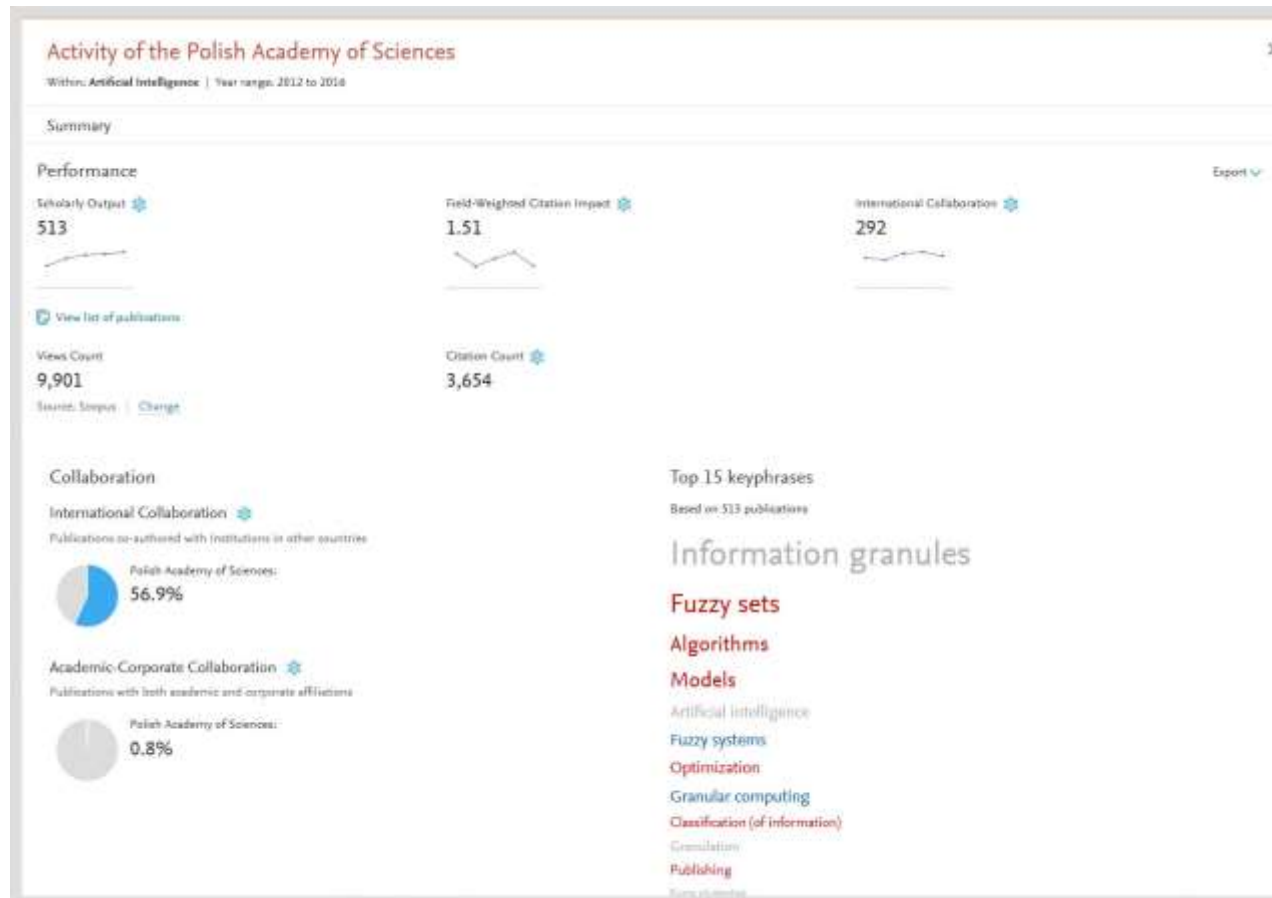 Activity of the Polish Academy of Sciences
Within: Artificial Intelligence | Year range: 2012 to 2016
Summary
Performance
Export
Scholarly Output
Field-Weighted Citation Impact
International Collaboration
513
1.51
292
View list of publications
Views Count
Citation Count
9,901
3,654
Source: Scopus | Change
Collaboration
International Collaboration
Publications co-authored with Institutions in other countries
Polish Academy of Sciences:
56.9%
Academic-Corporate Collaboration
Publications with both academic and corporate affiliations
Polish Academy of Sciences:
0.8%
Top 15 keyphrases
Based on 513 publications
Information granules
Fuzzy sets
Algorithms
Models
Artificial intelligence
Fuzzy systems
Optimization
Granular computing
Classification (of information)
Granulation
Publishing